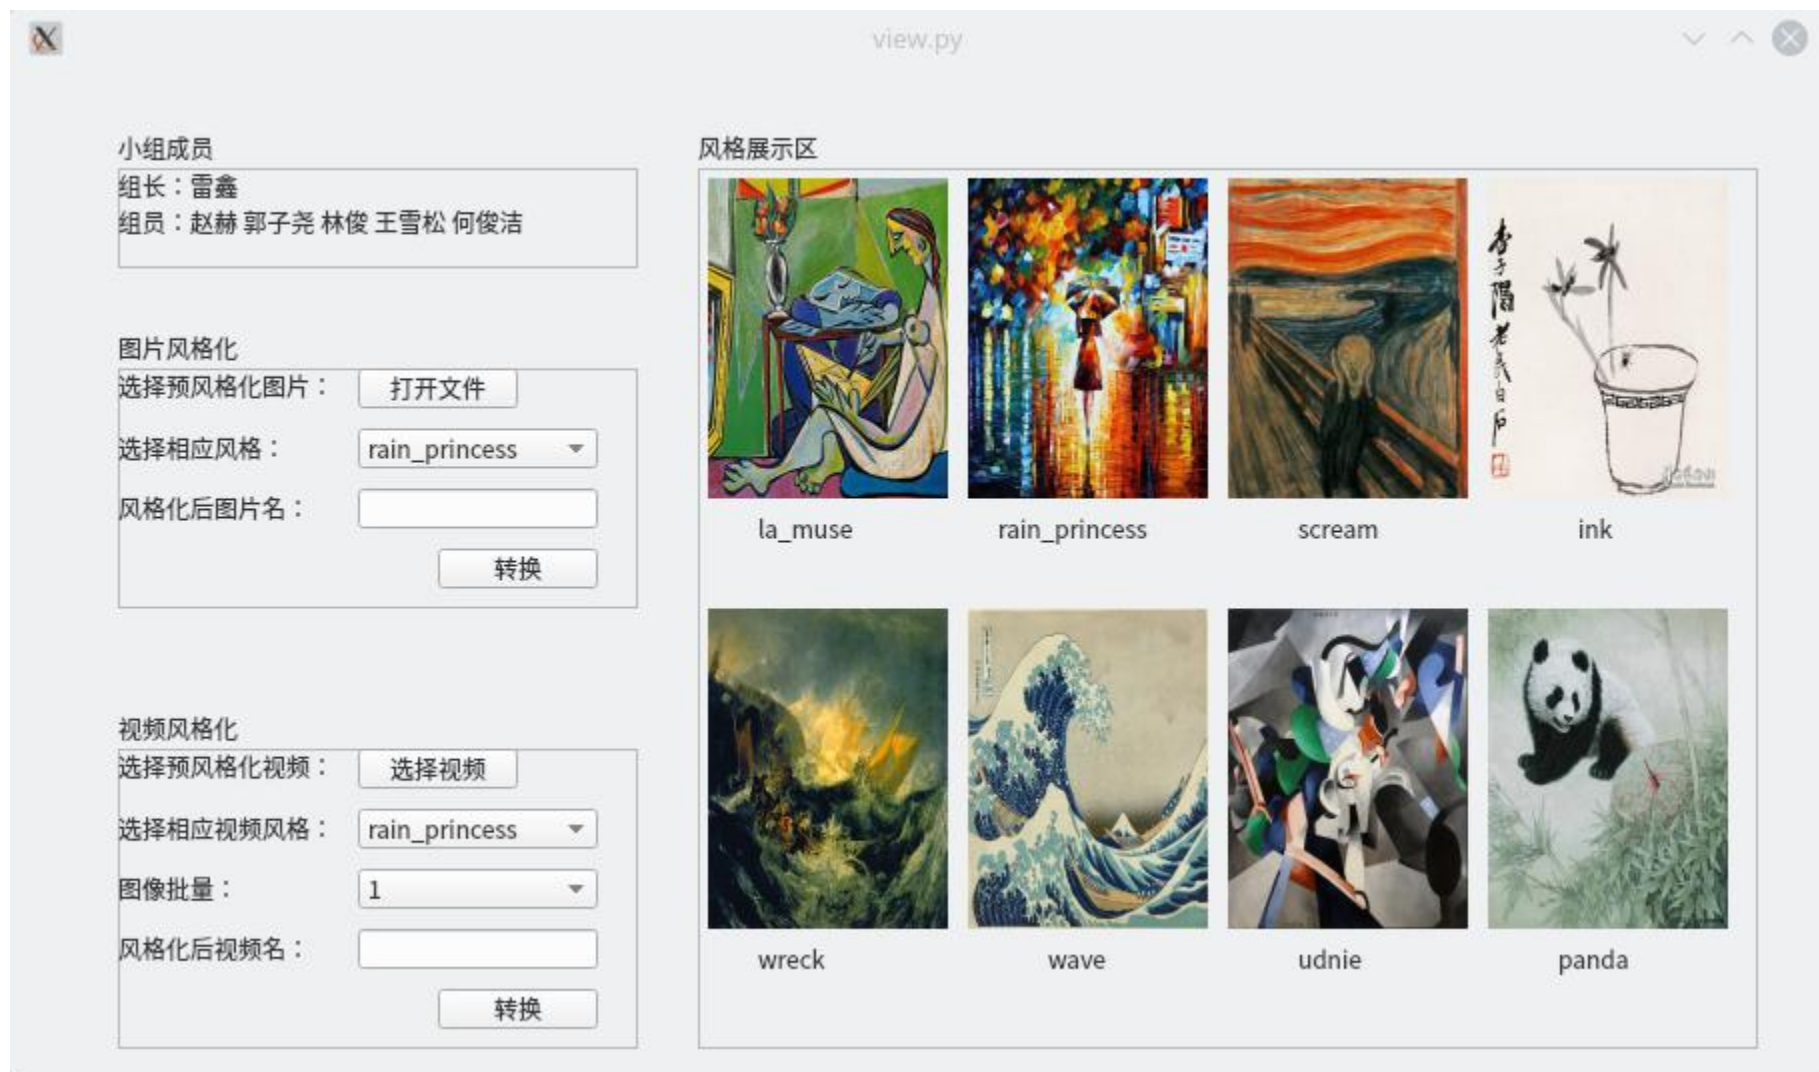 view.py
小组成员
组长：雷鑫
组员：赵赫 郭子尧 林俊 王雪松 何俊洁
图片风格化
选择预风格化图片： 打开文件
选择相应风格： rain_princess
风格化后图片名：
转换
视频风格化
选择预风格化视频： 选择视频
选择相应视频风格： rain_princess
图像批量： 1
风格化后视频名：
转换
风格展示区
la_muse rain_princess scream ink
wreck wave udnie panda